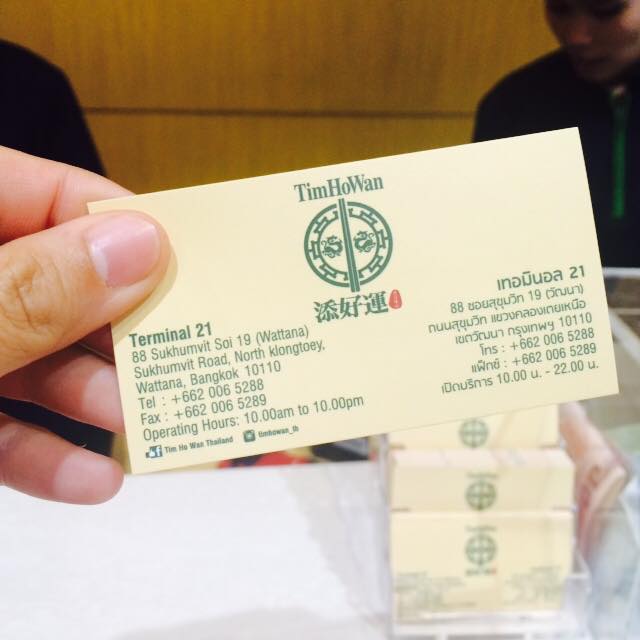 TimHoWan
添好運
Terminal 21
88 Sukhumvit Soi 19 (Wattana)
Sukhumvit Road, North klongtoey,
Wattana, Bangkok 10110
Tel : +662 006 5288
Fax : +662 006 5289
Operating Hours: 10.00am to 10.00pm
Tim Ho Wan Thailand timhowan_th
เทอมินอล 21
88 ซอยสุขุมวิท 19 (วัฒนา)
ถนนสุขุมวิท แขวงคลองเตยเหนือ
เขตวัฒนา กรุงเทพฯ 10110
โทร : +662 006 5288
แฟ็กซ์ : +662 006 5289
เปิดบริการ 10.00 น. - 22.00 น.